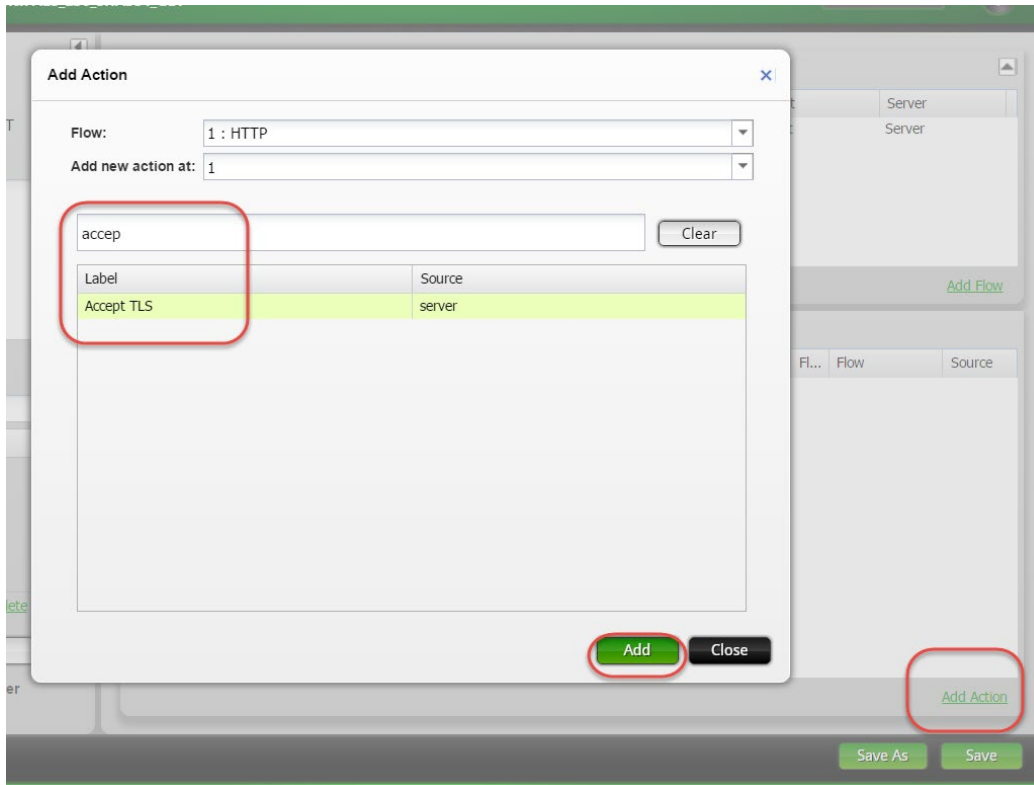 Add Action
Flow: 1 : HTTP
Add new action at: 1
accep Clear
Label Source
Accept TLS server
Add Close
Server
Server
Add Flow
Fl... Flow Source
Add Action
Save As Save